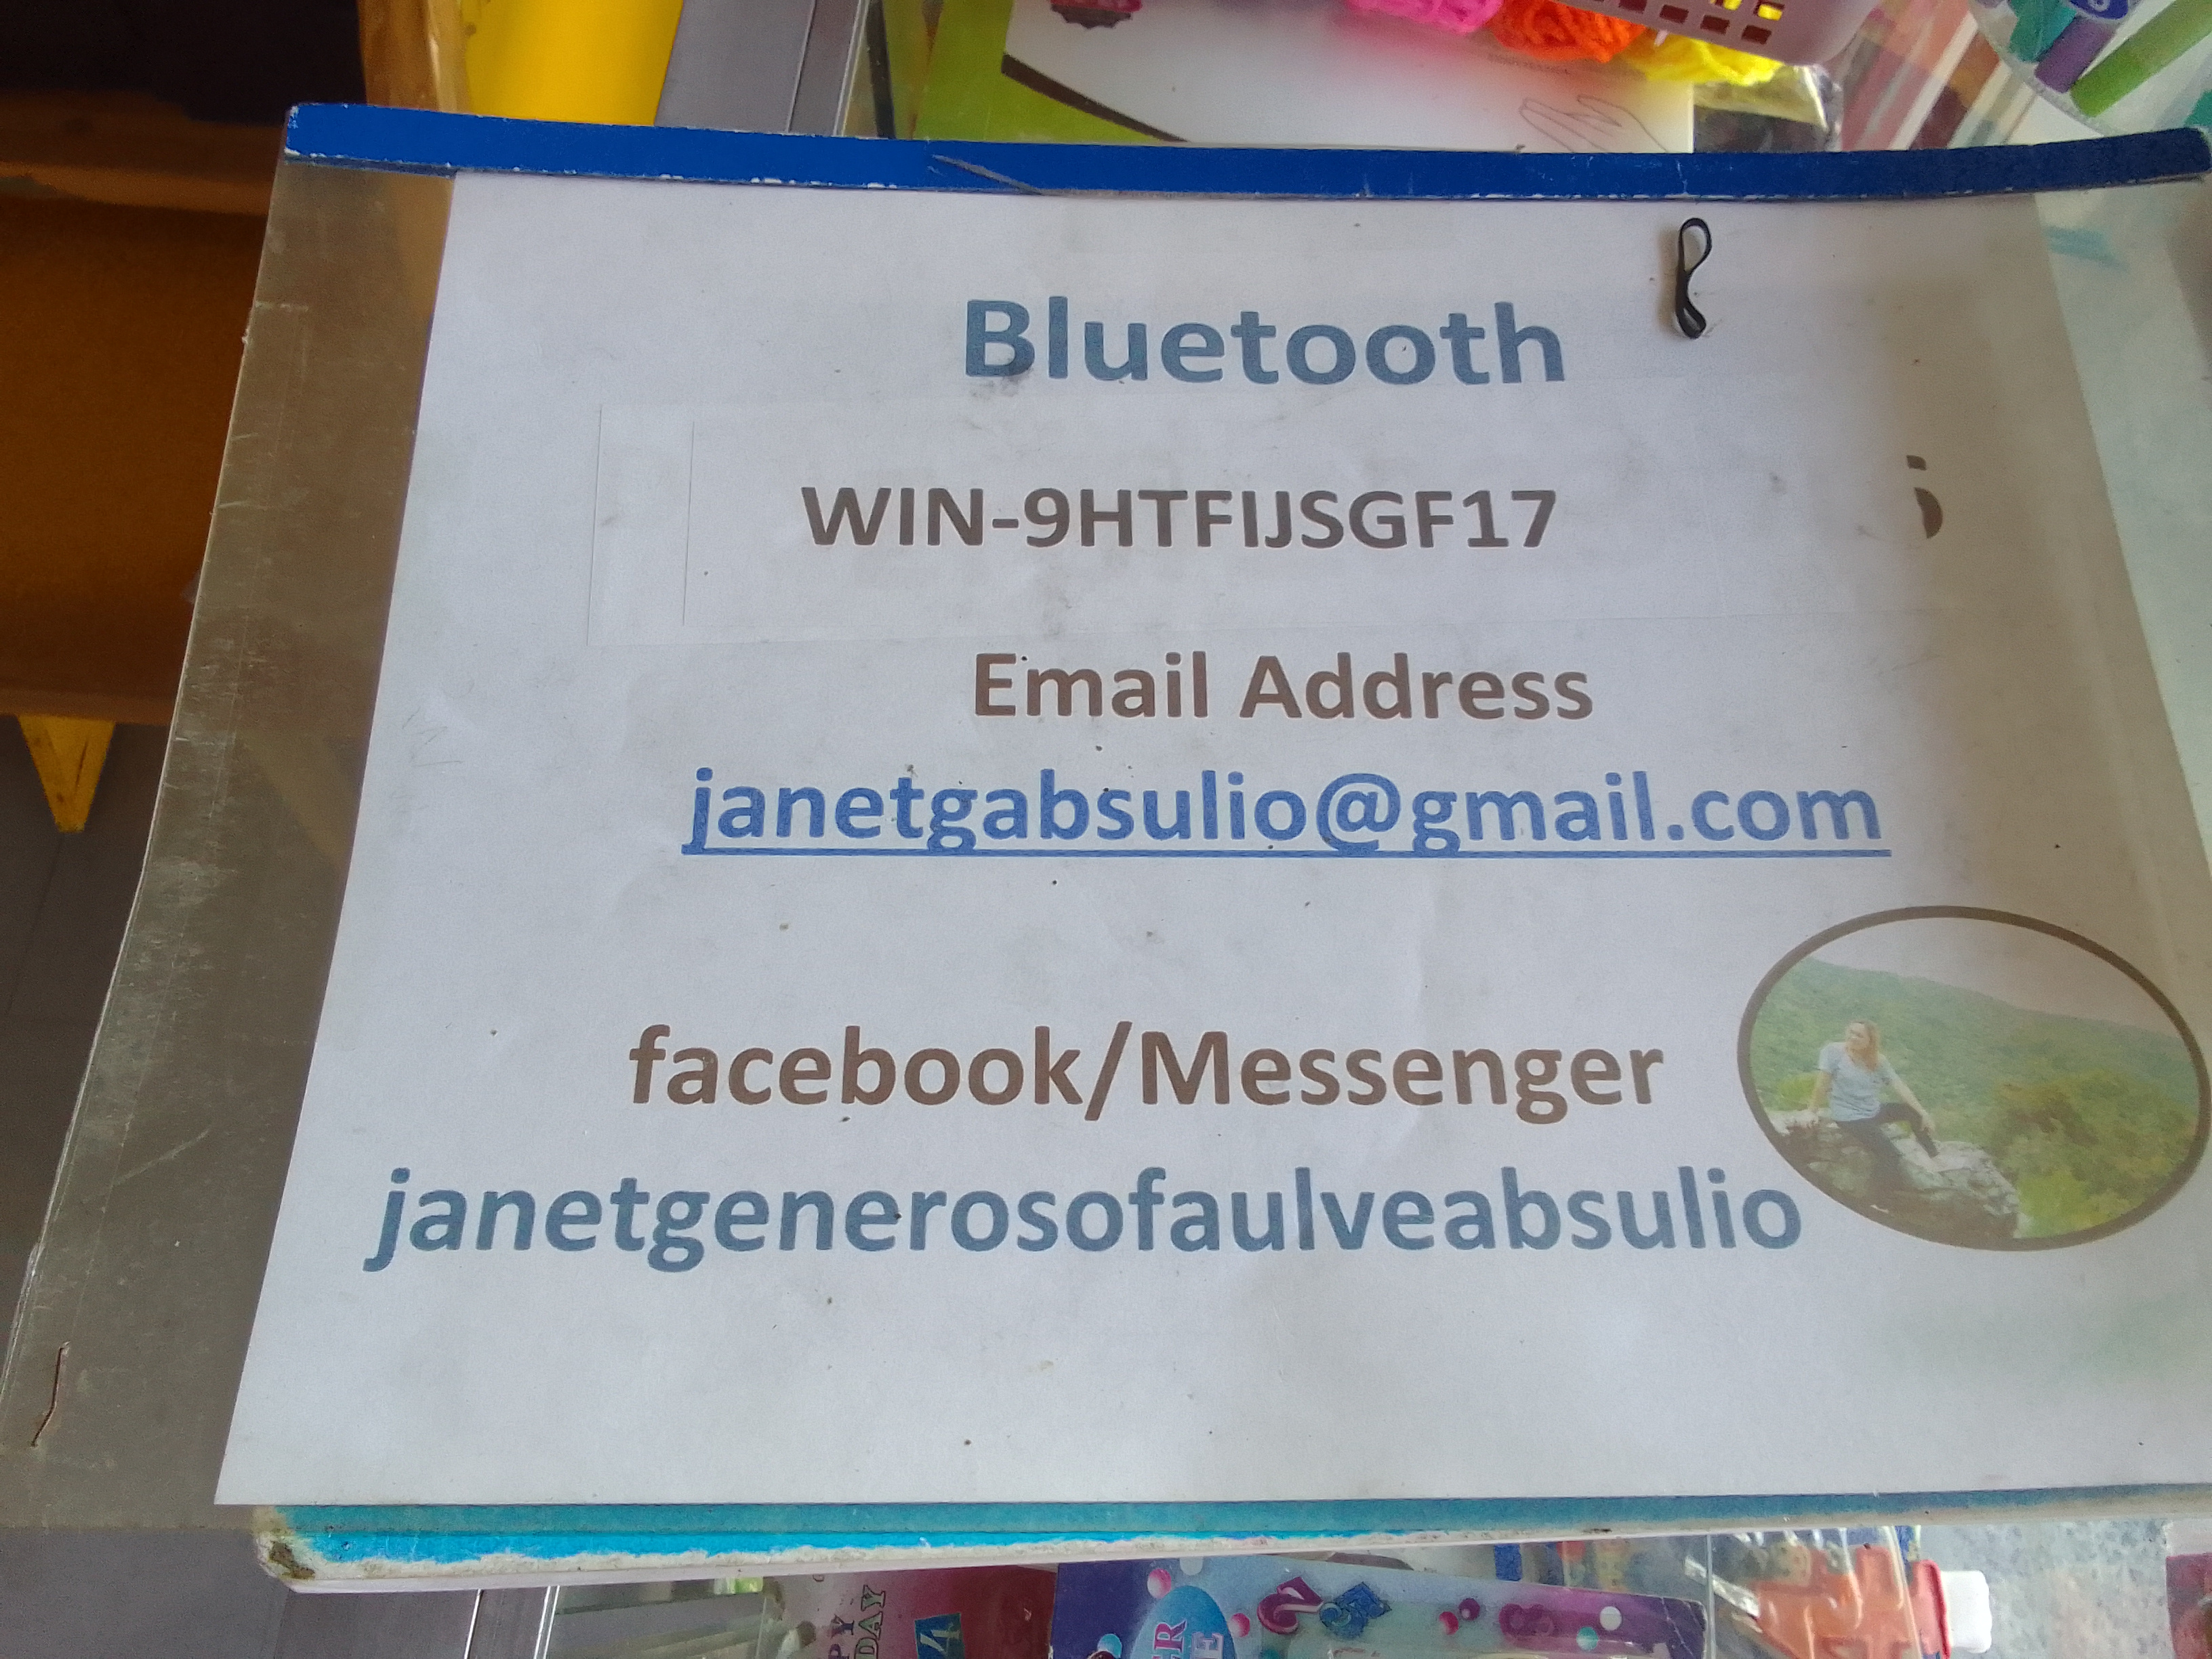 Bluetooth
WIN-9HTFIJSGF17
Email Address
janetgabsulio@gmail.com
facebook/Messenger
janetgenerosofaulveabsulio